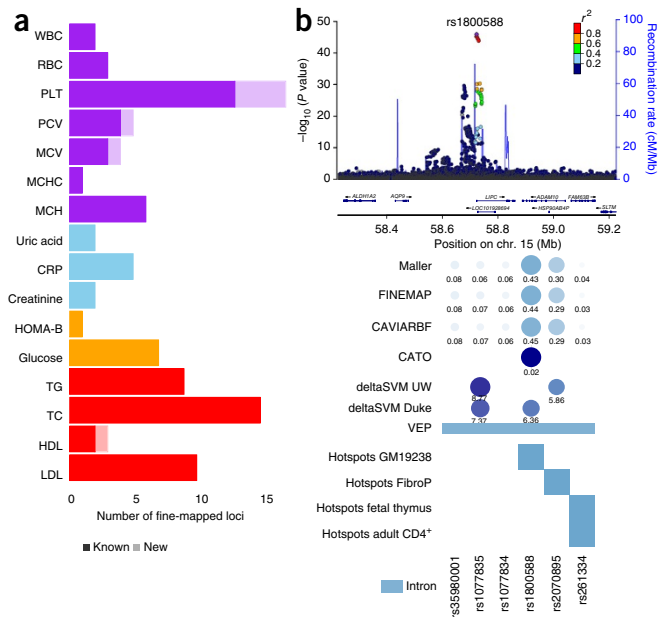 a
WBC
RBC
PLT
PCV
MCV
MCHC
MCH
Uric acid
CRP
Creatinine
HOMA-B
Glucose
TG
TC
HDL
LDL
0 5 10 15
Number of fine-mapped loci
Known New
b
rs1800588
–log10 (P value)
50
40
30
20
10
0
r2
0.8
0.6
0.4
0.2
100
80
60
40
20
0
Recombination rate (cM/Mb)
ALDH1A2 AQP9 LIPC ADAM10 FAM63B
LOC101928694 HSP90AB4P SLTM
58.4 58.6 58.8 59.0 59.2
Position on chr. 15 (Mb)
Maller
0.08 0.06 0.06 0.43 0.30 0.04
FINEMAP
0.08 0.07 0.06 0.44 0.29 0.03
CAVIARBF
0.08 0.07 0.06 0.45 0.29 0.03
CATO
0.02
deltaSVM UW
5.86
deltaSVM Duke
7.37 6.36
VEP
Hotspots GM19238
Hotspots FibroP
Hotspots fetal thymus
Hotspots adult CD4+
Intron
rs35980001
rs1077835
rs1077834
rs1800588
rs2070895
rs261334